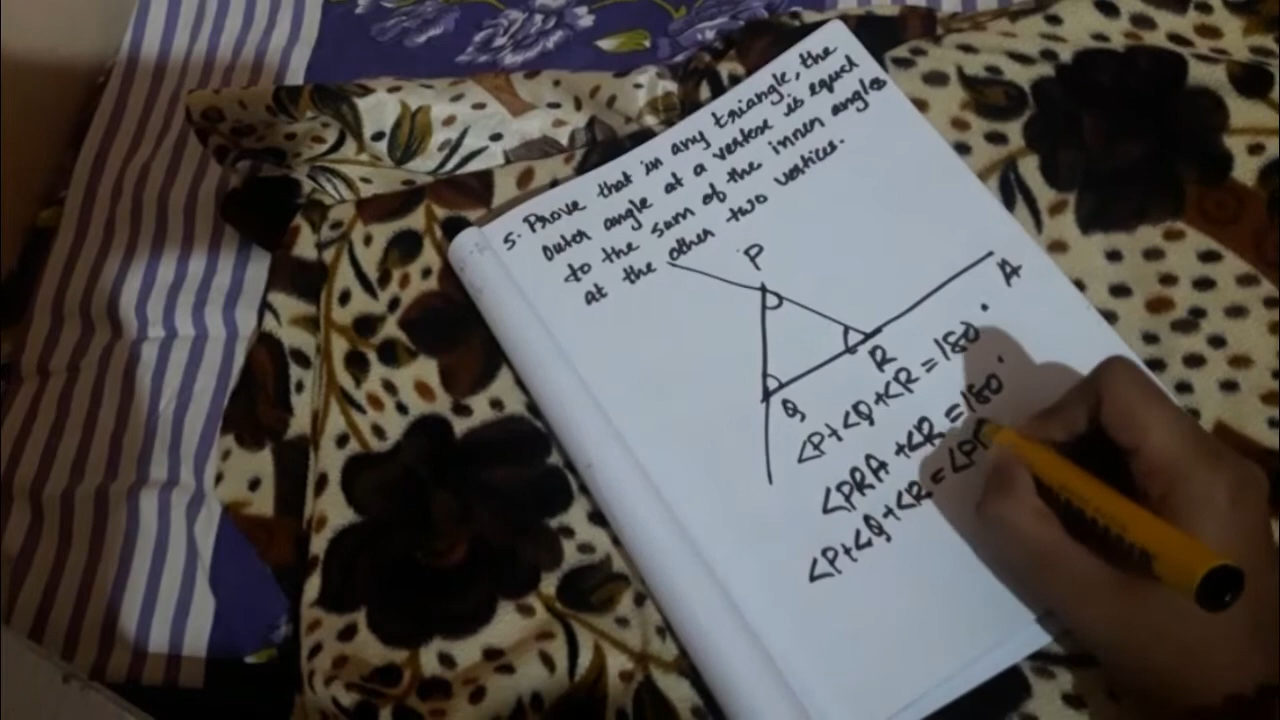 5. Prove that in any triangle, the
outer angle at a vertex is equal
to the sum of the inner angles
at the other two vertices.
P
A
R
Q
∠P+∠Q+∠R=180°
∠PRA+∠R=180°
∠P+∠Q+∠R=∠PR